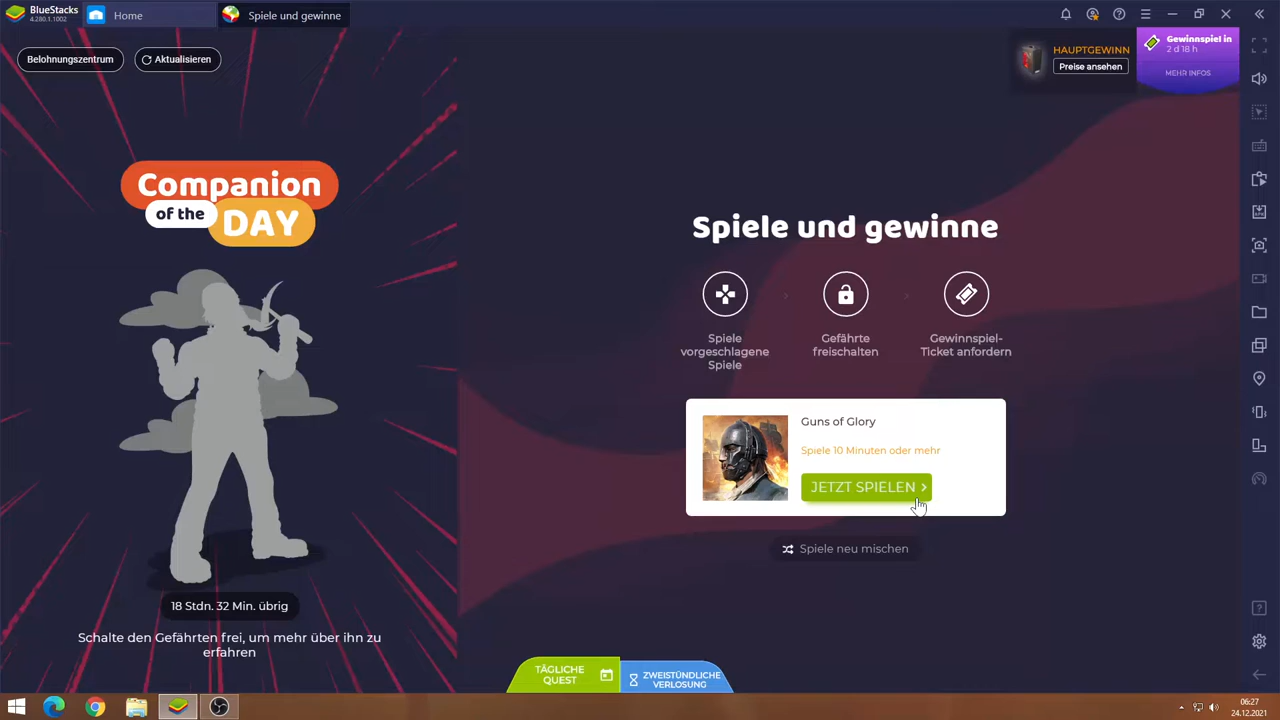 BlueStacks
4.280.1.1002
Home
Spiele und gewinne
Belohnungszentrum
Aktualisieren
HAUPTGEWINN
Preise ansehen
Gewinnspiel in
2 d 18 h
MEHR INFOS
Companion
of the DAY
18 Stdn. 32 Min. übrig
Schalte den Gefährten frei, um mehr über ihn zu
erfahren
Spiele und gewinne
Spiele
vorgeschlagene
Spiele
Gefährte
freischalten
Gewinnspiel-
Ticket anfordern
Guns of Glory
Spiele 10 Minuten oder mehr
JETZT SPIELEN
Spiele neu mischen
TÄGLICHE
QUEST
ZWEISTÜNDLICHE
VERLOSUNG
06:27
24.12.2021